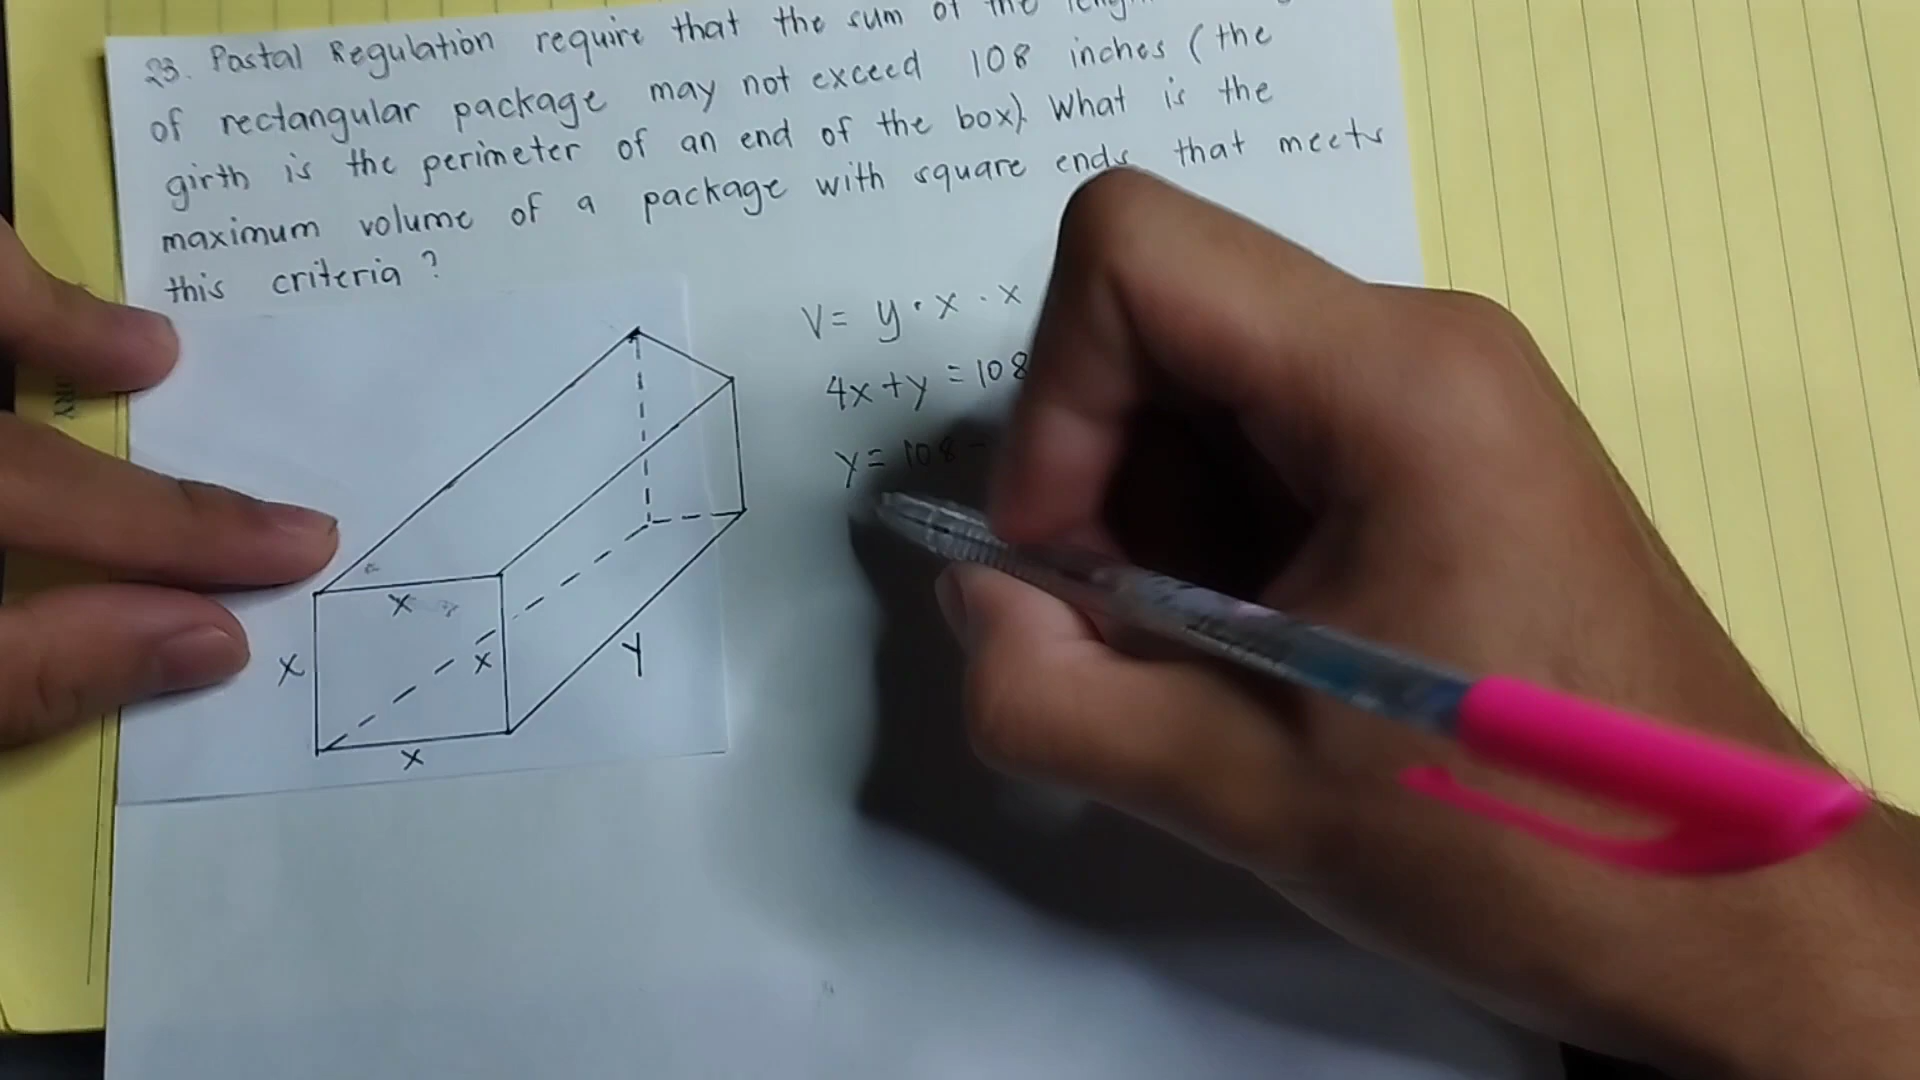 23. Postal Regulation require that the sum of the
of rectangular package may not exceed 108 inches (the
girth is the perimeter of an end of the box). What is the
maximum volume of a package with square ends that meets
this criteria?
V = y · x · x
4x + y = 108
y = 108 -
x
x
x
x
y